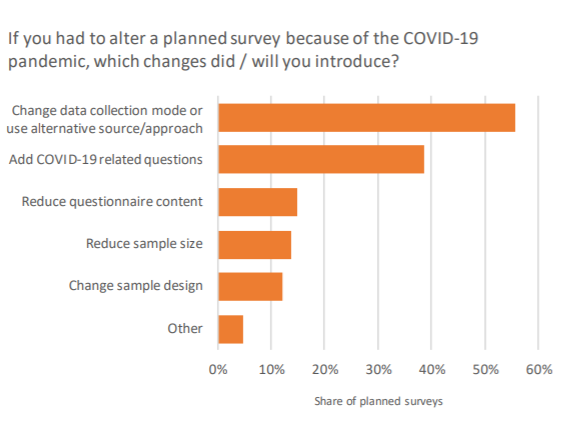 If you had to alter a planned survey because of the COVID-19
pandemic, which changes did / will you introduce?
Change data collection mode or
use alternative source/approach
Add COVID-19 related questions
Reduce questionnaire content
Reduce sample size
Change sample design
Other
0% 10% 20% 30% 40% 50% 60%
Share of planned surveys